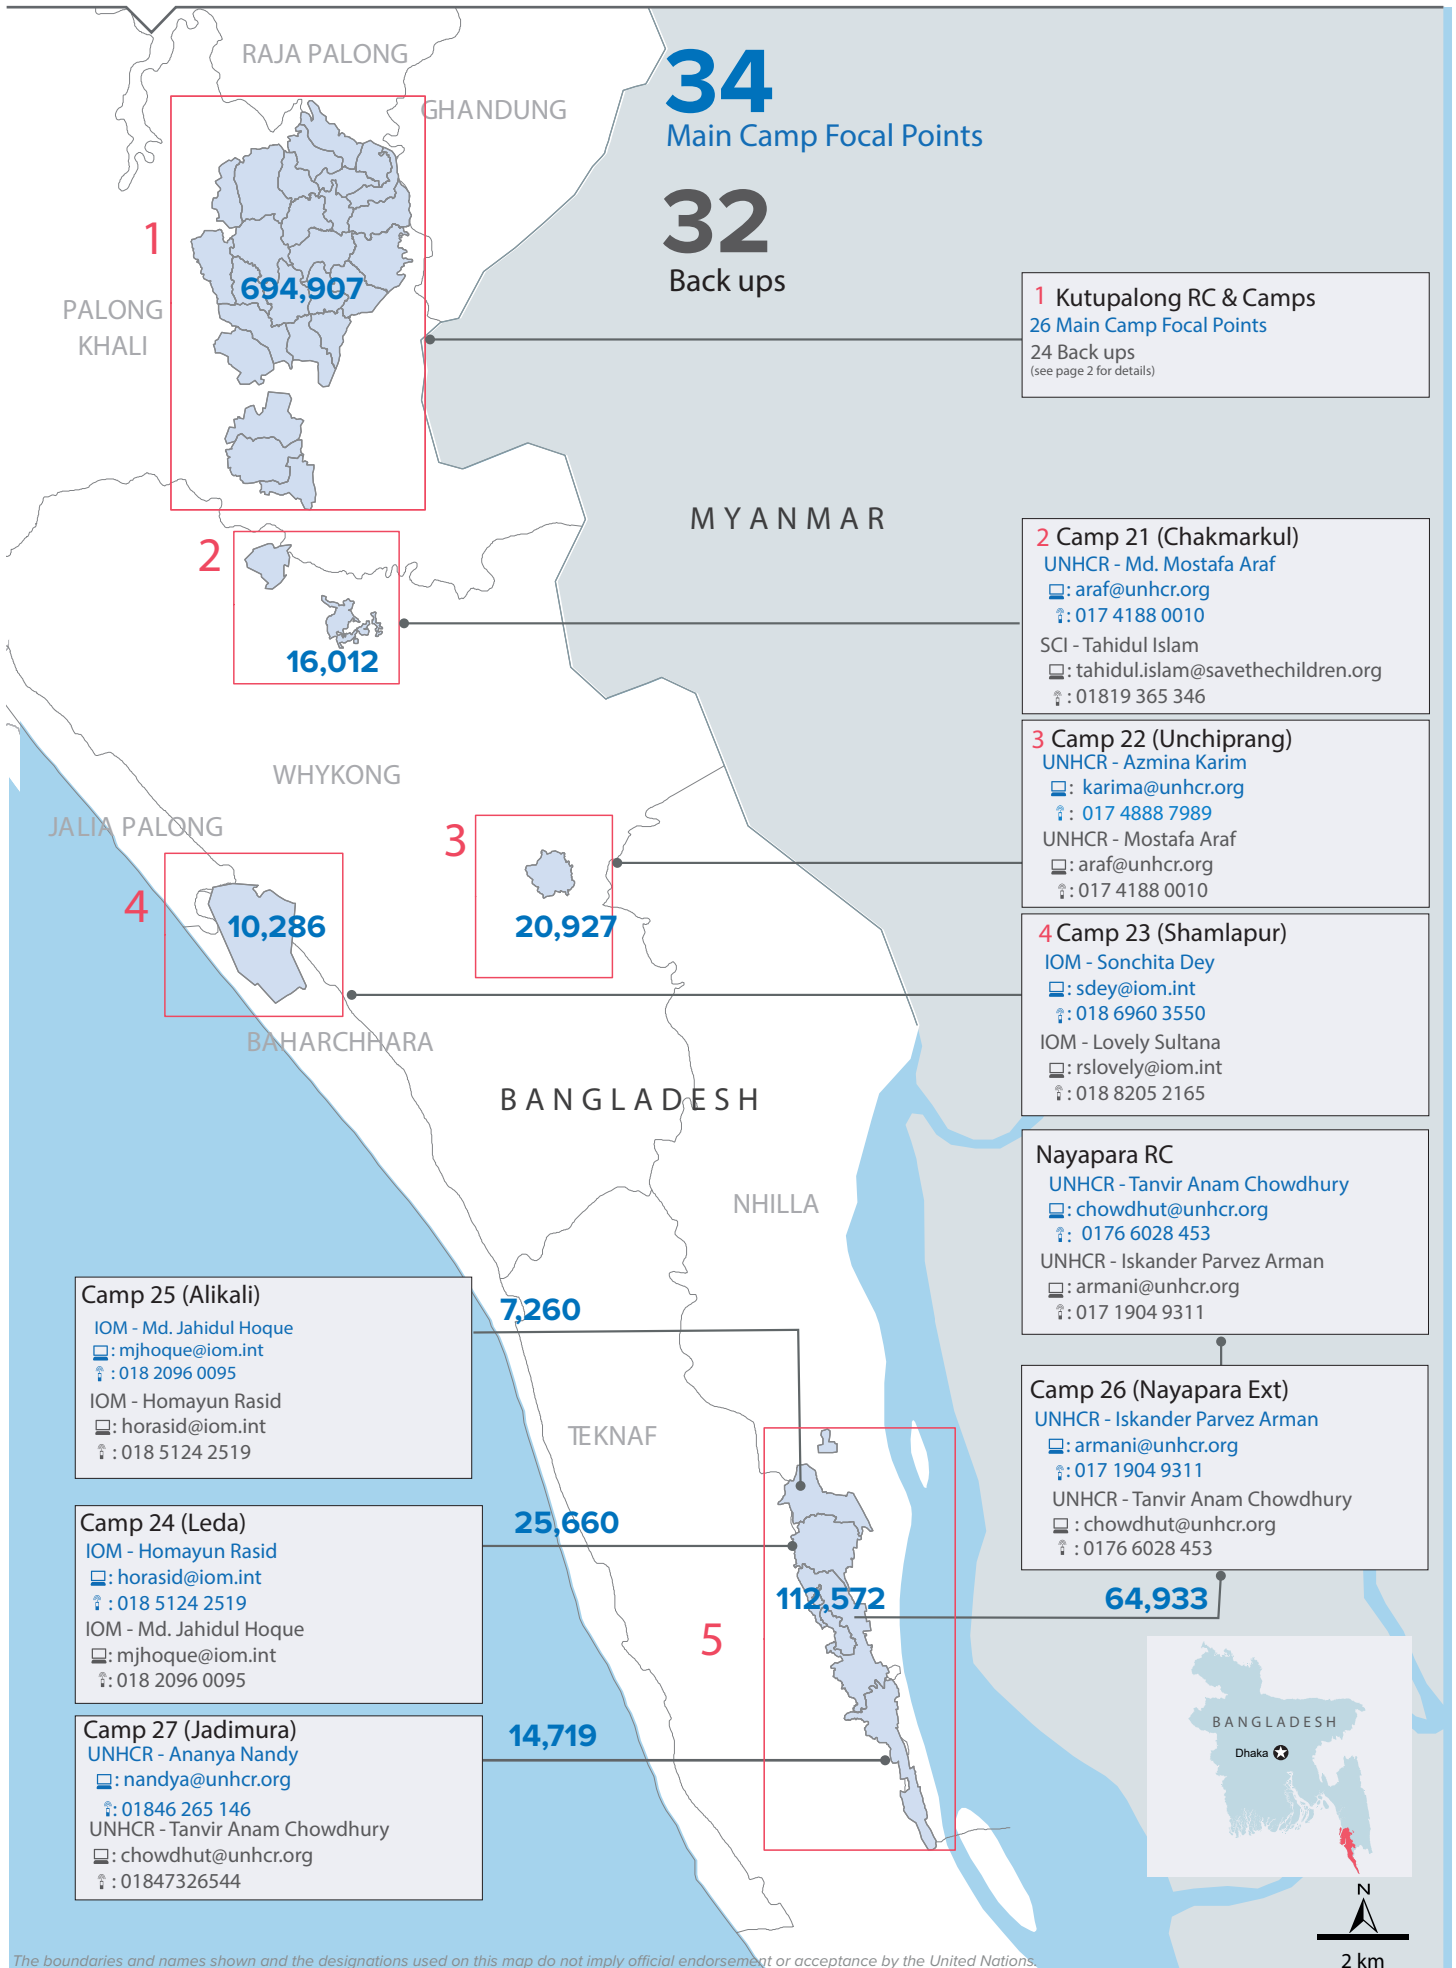 RAJA PALONG
GHANDUNG
34
Main Camp Focal Points
32
Back ups
1
694,907
PALONG
KHALI
1 Kutupalong RC & Camps
26 Main Camp Focal Points
24 Back ups
(see page 2 for details)
MYANMAR
2
16,012
2 Camp 21 (Chakmarkul)
UNHCR - Md. Mostafa Araf
: araf@unhcr.org
: 017 4188 0010
SCI - Tahidul Islam
: tahidul.islam@savethechildren.org
: 01819 365 346
3 Camp 22 (Unchiprang)
UNHCR - Azmina Karim
: karima@unhcr.org
: 017 4888 7989
UNHCR - Mostafa Araf
: araf@unhcr.org
: 017 4188 0010
WHYKONG
JALIA PALONG
3
20,927
4
10,286
4 Camp 23 (Shamlapur)
IOM - Sonchita Dey
: sdey@iom.int
: 018 6960 3550
IOM - Lovely Sultana
: rslovely@iom.int
: 018 8205 2165
BAHARCHHARA
BANGLADESH
NHILLA
Nayapara RC
UNHCR - Tanvir Anam Chowdhury
: chowdhut@unhcr.org
: 0176 6028 453
UNHCR - Iskander Parvez Arman
: armani@unhcr.org
: 017 1904 9311
Camp 25 (Alikali)
IOM - Md. Jahidul Hoque
: mjhoque@iom.int
: 018 2096 0095
IOM - Homayun Rasid
: horasid@iom.int
: 018 5124 2519
7,260
TEKNAF
Camp 26 (Nayapara Ext)
UNHCR - Iskander Parvez Arman
: armani@unhcr.org
: 017 1904 9311
UNHCR - Tanvir Anam Chowdhury
: chowdhut@unhcr.org
: 0176 6028 453
Camp 24 (Leda)
IOM - Homayun Rasid
: horasid@iom.int
: 018 5124 2519
IOM - Md. Jahidul Hoque
: mjhoque@iom.int
: 018 2096 0095
25,660
112,572
64,933
5
Camp 27 (Jadimura)
UNHCR - Ananya Nandy
: nandya@unhcr.org
: 01846 265 146
UNHCR - Tanvir Anam Chowdhury
: chowdhut@unhcr.org
: 01847326544
14,719
BANGLADESH
Dhaka
N
2 km
The boundaries and names shown and the designations used on this map do not imply official endorsement or acceptance by the United Nations.